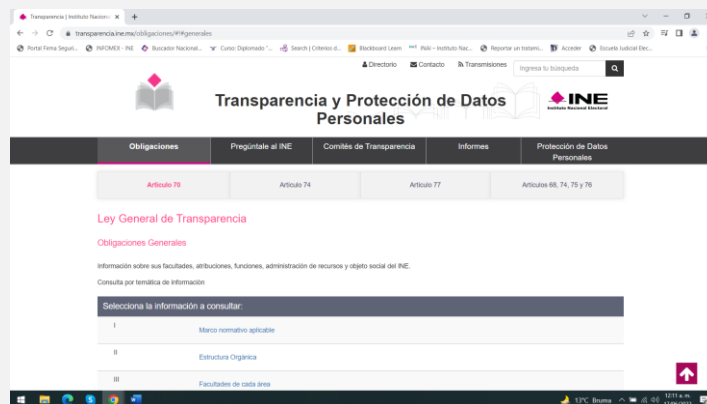 Transparencia | Instituto Naciona
transparencia.ine.mx/obligaciones/#!#generales
Portal Firma Seguri...
INFOMEX - INE
Buscador Nacional...
Curso: Diplomado "...
Search | Criterios d...
Blackboard Learn
INAI – Instituto Nac...
Reportar un tratami...
Acceder
Escuela Judicial Elec...
Directorio
Contacto
Transmisiones
Ingresa tu búsqueda
Transparencia y Protección de Datos
Personales
INE
Instituto Nacional Electoral
Obligaciones
Pregúntale al INE
Comités de Transparencia
Informes
Protección de Datos
Personales
Artículo 70
Artículo 74
Artículo 77
Artículos 68, 74, 75 y 76
Ley General de Transparencia
Obligaciones Generales
Información sobre sus facultades, atribuciones, funciones, administración de recursos y objeto social del INE.
Consulta por temática de información
Selecciona la información a consultar:
I
Marco normativo aplicable
II
Estructura Orgánica
III
Facultades de cada área
13°C Bruma
12:11 a. m.